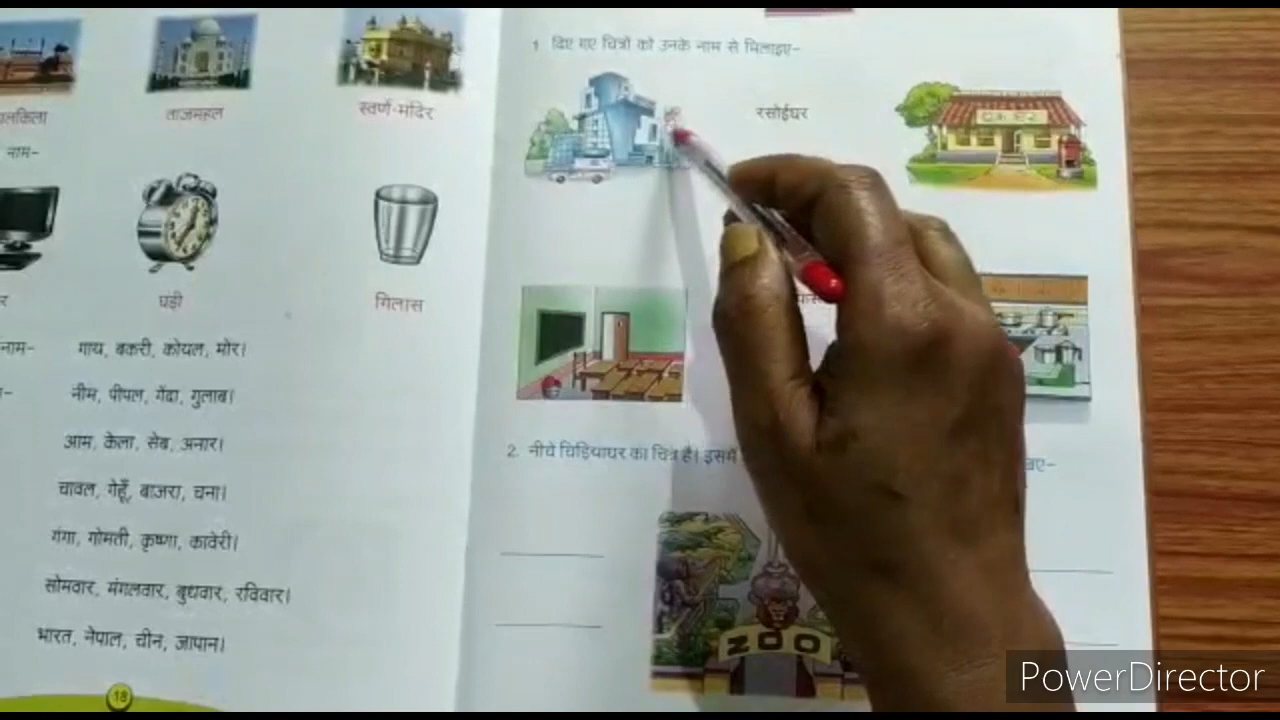 ताजमहल
स्वर्ण-मंदिर
नाम-
घड़ी
गिलास
नाम-
गाय, बकरी, कोयल, मोर।
नीम, पीपल, गेंदा, गुलाब।
आम, केला, सेब, अनार।
चावल, गेहूँ, बाजरा, चना।
गंगा, गोमती, कृष्णा, कावेरी।
सोमवार, मंगलवार, बुधवार, रविवार।
भारत, नेपाल, चीन, जापान।
18
1. दिए गए चित्रों को उनके नाम से मिलाइए-
रसोईघर
2. नीचे चिड़ियाघर का चित्र है। इसमें
ZOO
PowerDirector